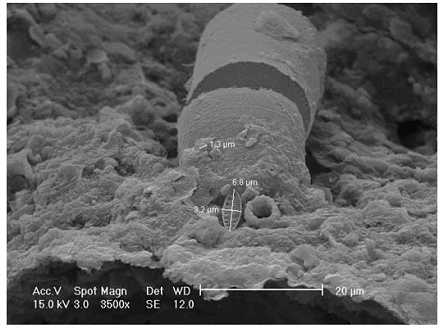 1.3 µm
6.8 µm
3.2 µm
Acc.V Spot Magn Det WD
15.0 kV 3.0 3500x SE 12.0
20 µm